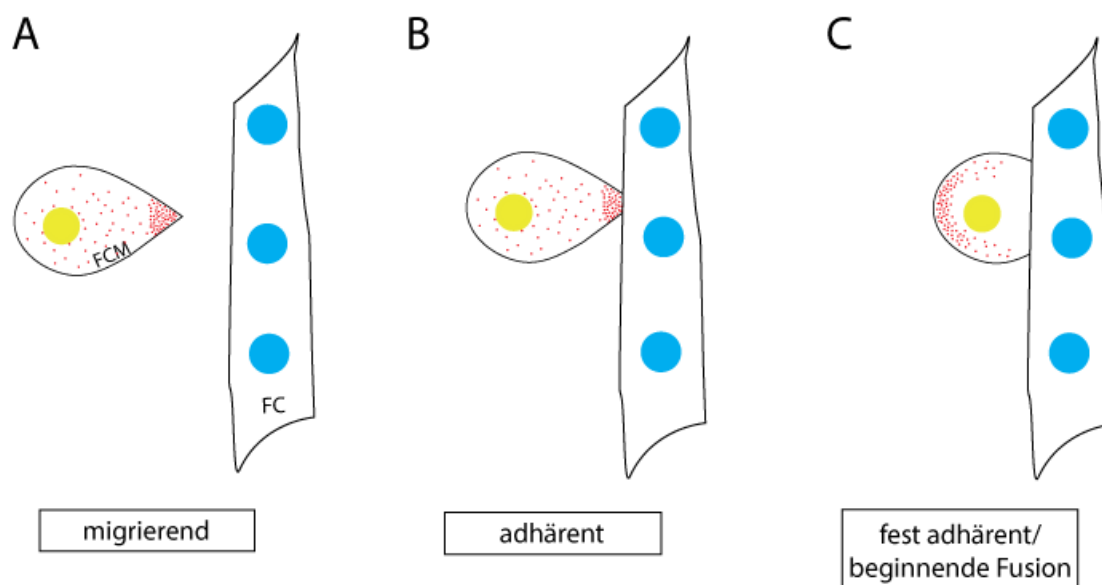 A
B
C
FCM
FC
migrierend
adhärent
fest adhärent/
beginnende Fusion